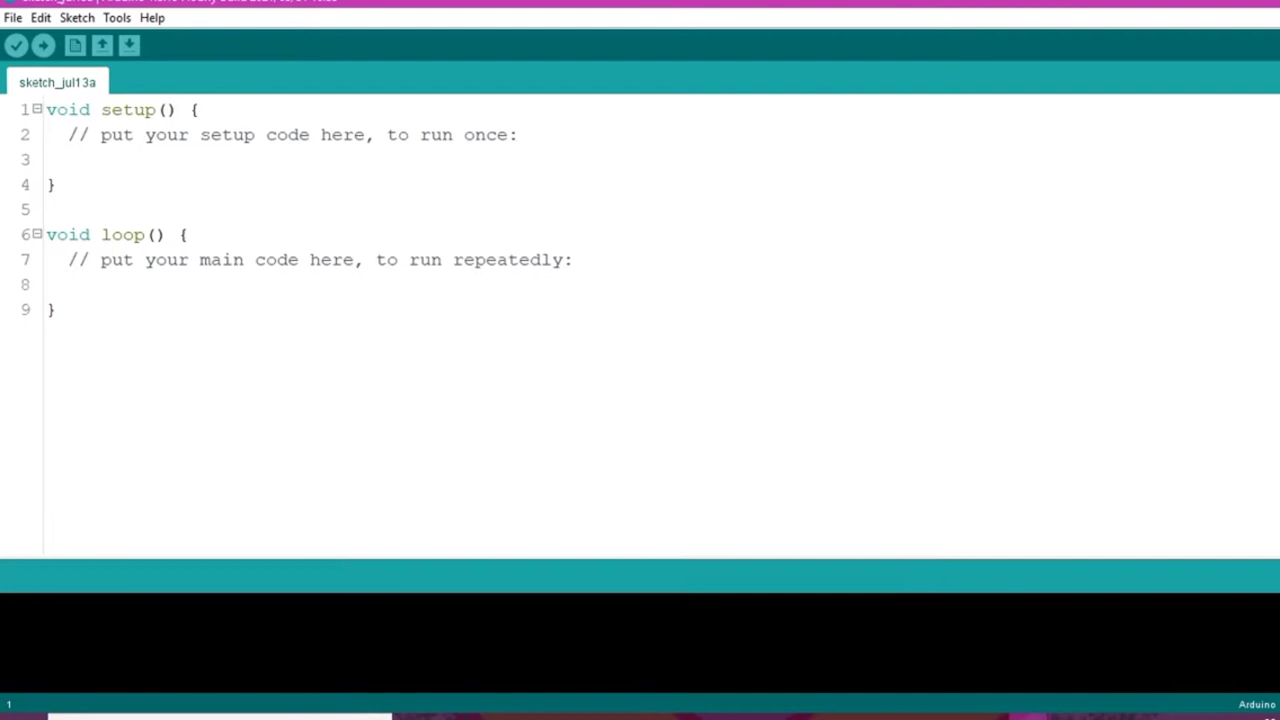 File Edit Sketch Tools Help
sketch_jul13a
1 void setup() {
2 // put your setup code here, to run once:
3
4 }
5
6 void loop() {
7 // put your main code here, to run repeatedly:
8
9 }
1 Arduino